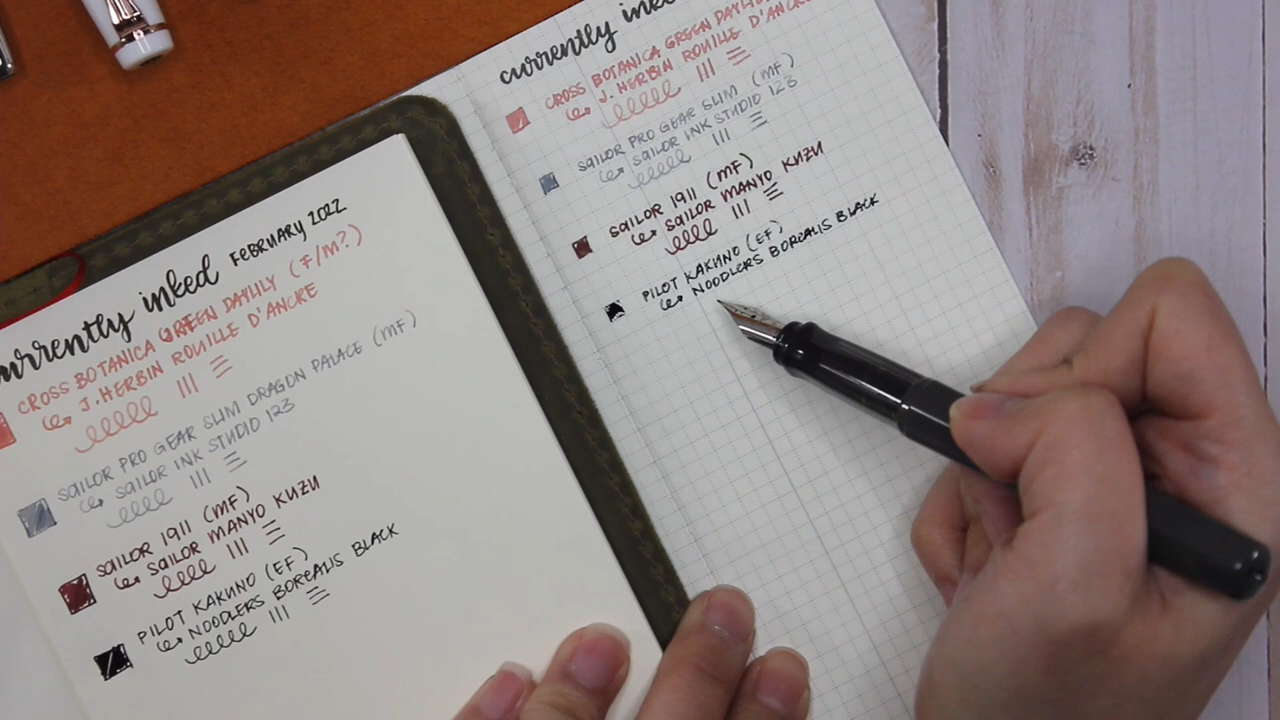 currently inked FEBRUARY 2022
CROSS BOTANICA GREEN DAYLILY (F/M?)
J. HERBIN ROUILLE D'ANCRE
SAILOR PRO GEAR SLIM DRAGON PALACE (MF)
SAILOR INK STUDIO 123
SAILOR 1911 (MF)
SAILOR MANYO KUZU
PILOT KAKUNO (EF)
NOODLERS BOREALIS BLACK
currently inked
CROSS BOTANICA GREEN DAYLILY
J. HERBIN ROUILLE D'ANCRE
SAILOR PRO GEAR SLIM (MF)
SAILOR INK STUDIO 123
SAILOR 1911 (MF)
SAILOR MANYO KUZU
PILOT KAKUNO (EF)
NOODLERS BOREALIS BLACK